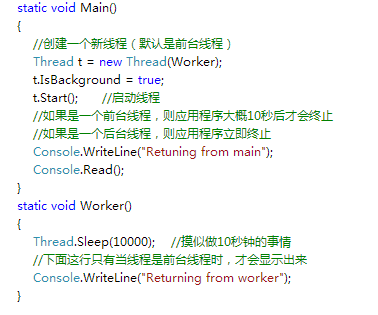 static void Main()
{
//创建一个新线程（默认是前台线程）
Thread t = new Thread(Worker);
t.IsBackground = true;
t.Start();    //启动线程
//如果是一个前台线程，则应用程序大概10秒后才会终止
//如果是一个后台线程，则应用程序立即终止
Console.WriteLine("Retuning from main");
Console.Read();
}
static void Worker()
{
Thread.Sleep(10000);    //摸似做10秒钟的事情
//下面这行只有当线程是前台线程时，才会显示出来
Console.WriteLine("Returning from worker");
}